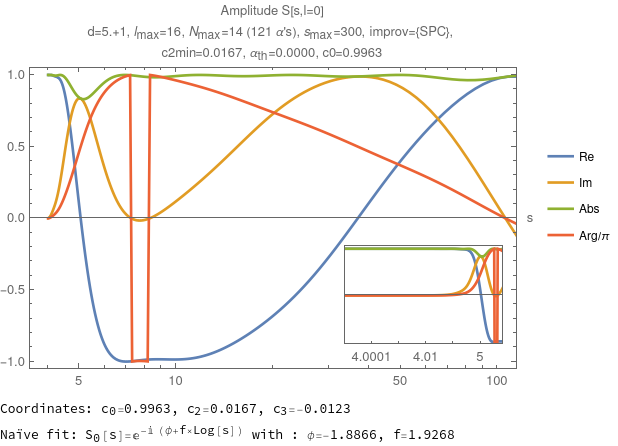 Amplitude S[s,l=0]
d=5.+1, lmax=16, Nmax=14 (121 α's), smax=300, improv={SPC},
c2min=0.0167, αth=0.0000, c0=0.9963
1.0
0.5
0.0
-0.5
-1.0
5 10 50 100
s
Re
Im
Abs
Arg/π
4.0001 4.01 5
Coordinates: c0=0.9963, c2=0.0167, c3=-0.0123
Naïve fit: S0[s]=e^-i (ϕ+f×Log[s]) with : ϕ=-1.8866, f=1.9268